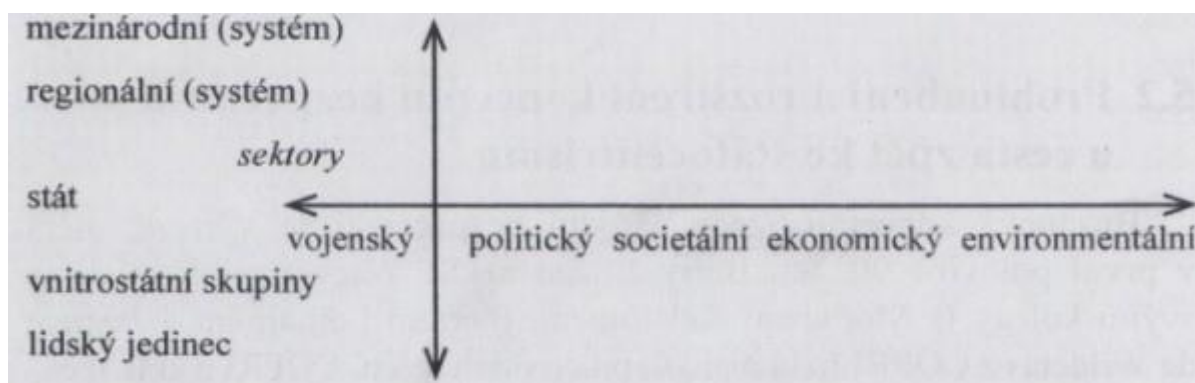 mezinárodní (systém)
regionální (systém)
sektory
stát
vojenský politický societální ekonomický environmentální
vnitrostátní skupiny
lidský jedinec